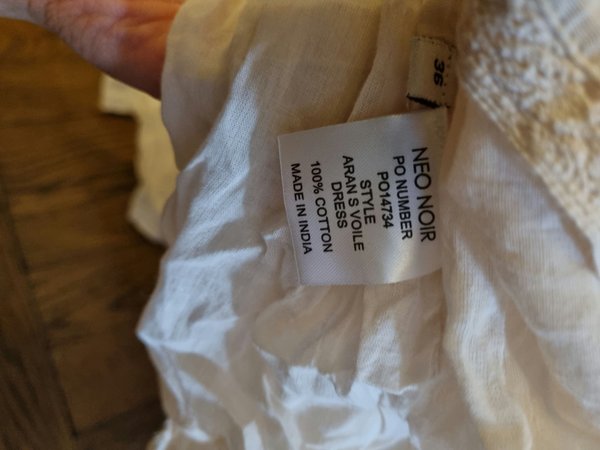 36
NEO NOIR
PO NUMBER
PO14734
STYLE
ARAN S VOILE
DRESS
100% COTTON
MADE IN INDIA